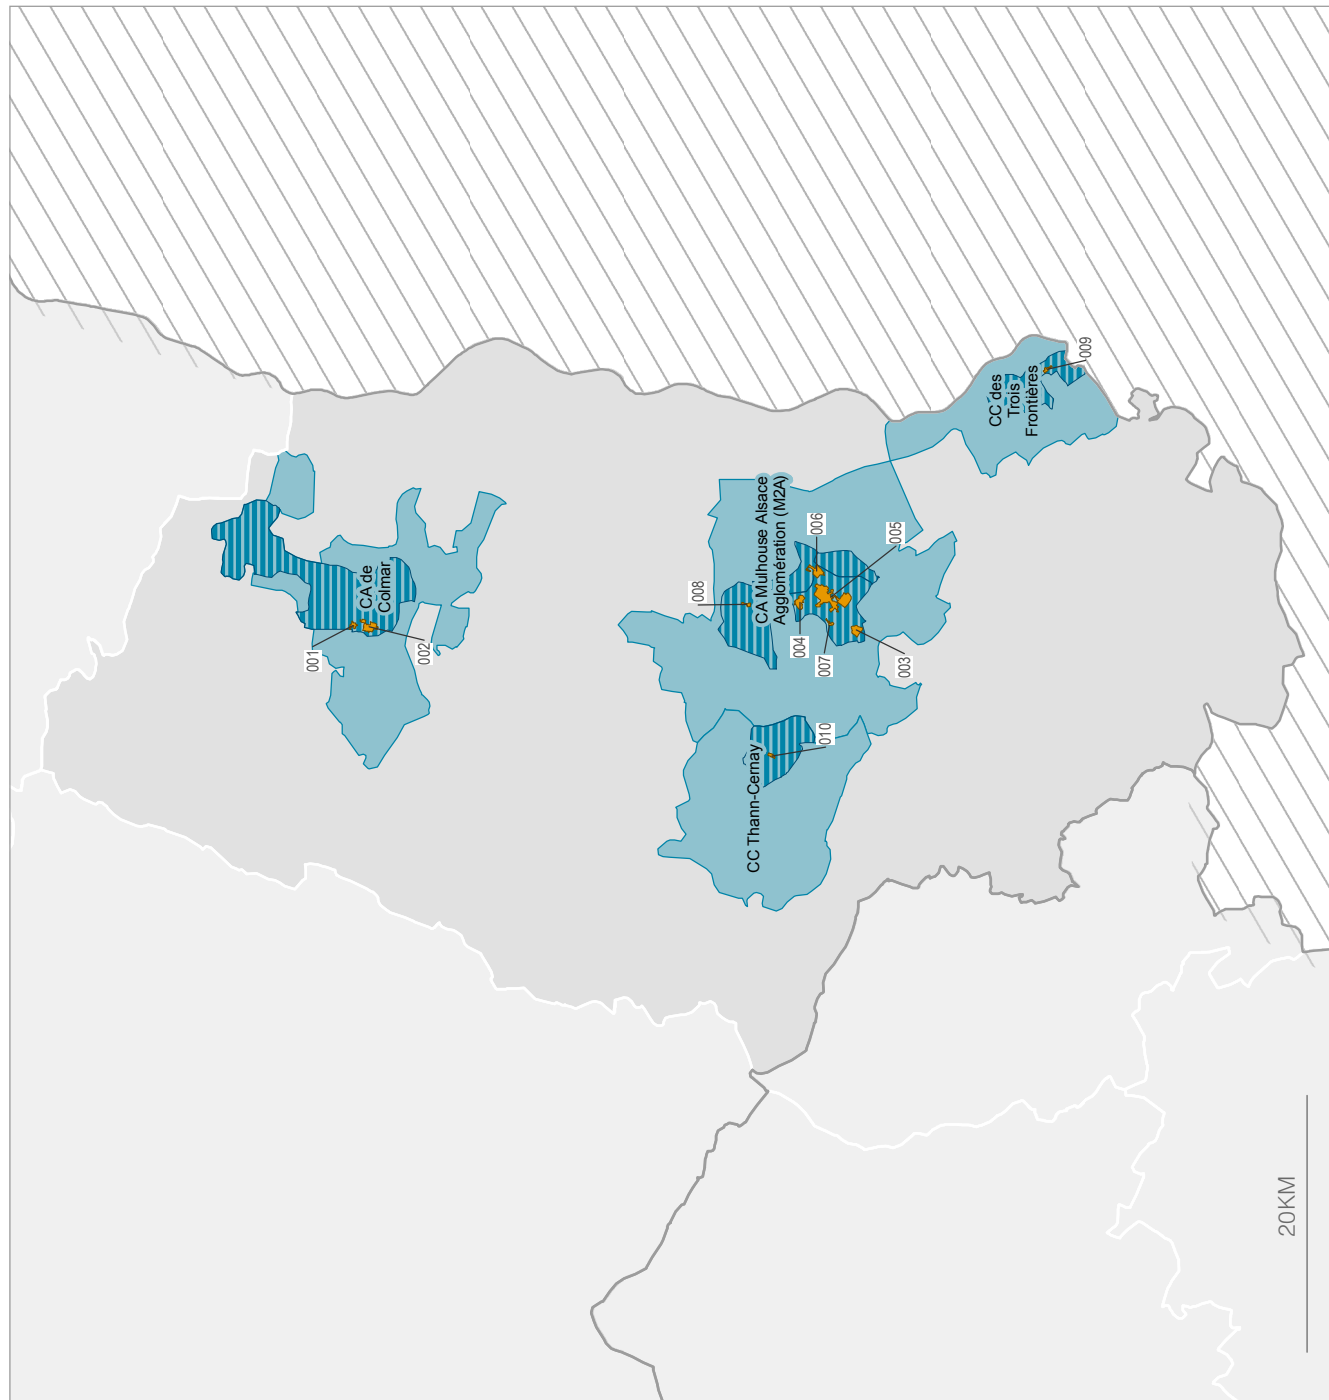 001
CA de
Colmar
002
008
CA Mulhouse Alsace
Agglomération (M2A)
006
005
004
007
003
CC Thann-Cernay
010
CC des
Trois
Frontières
009
20KM